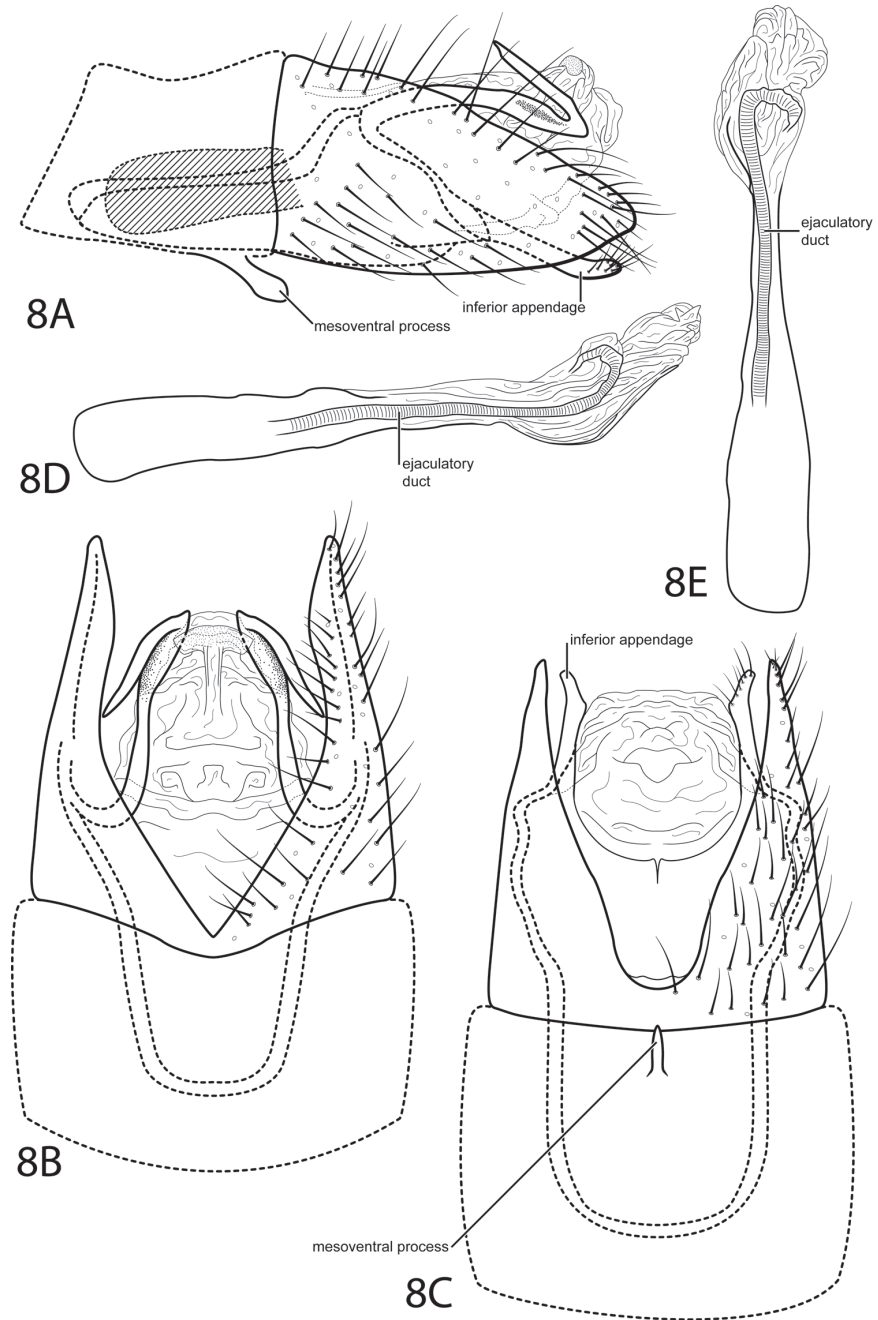 8A
mesoventral process
inferior appendage
8D
ejaculatory
duct
ejaculatory
duct
8E
8B
inferior appendage
mesoventral process
8C